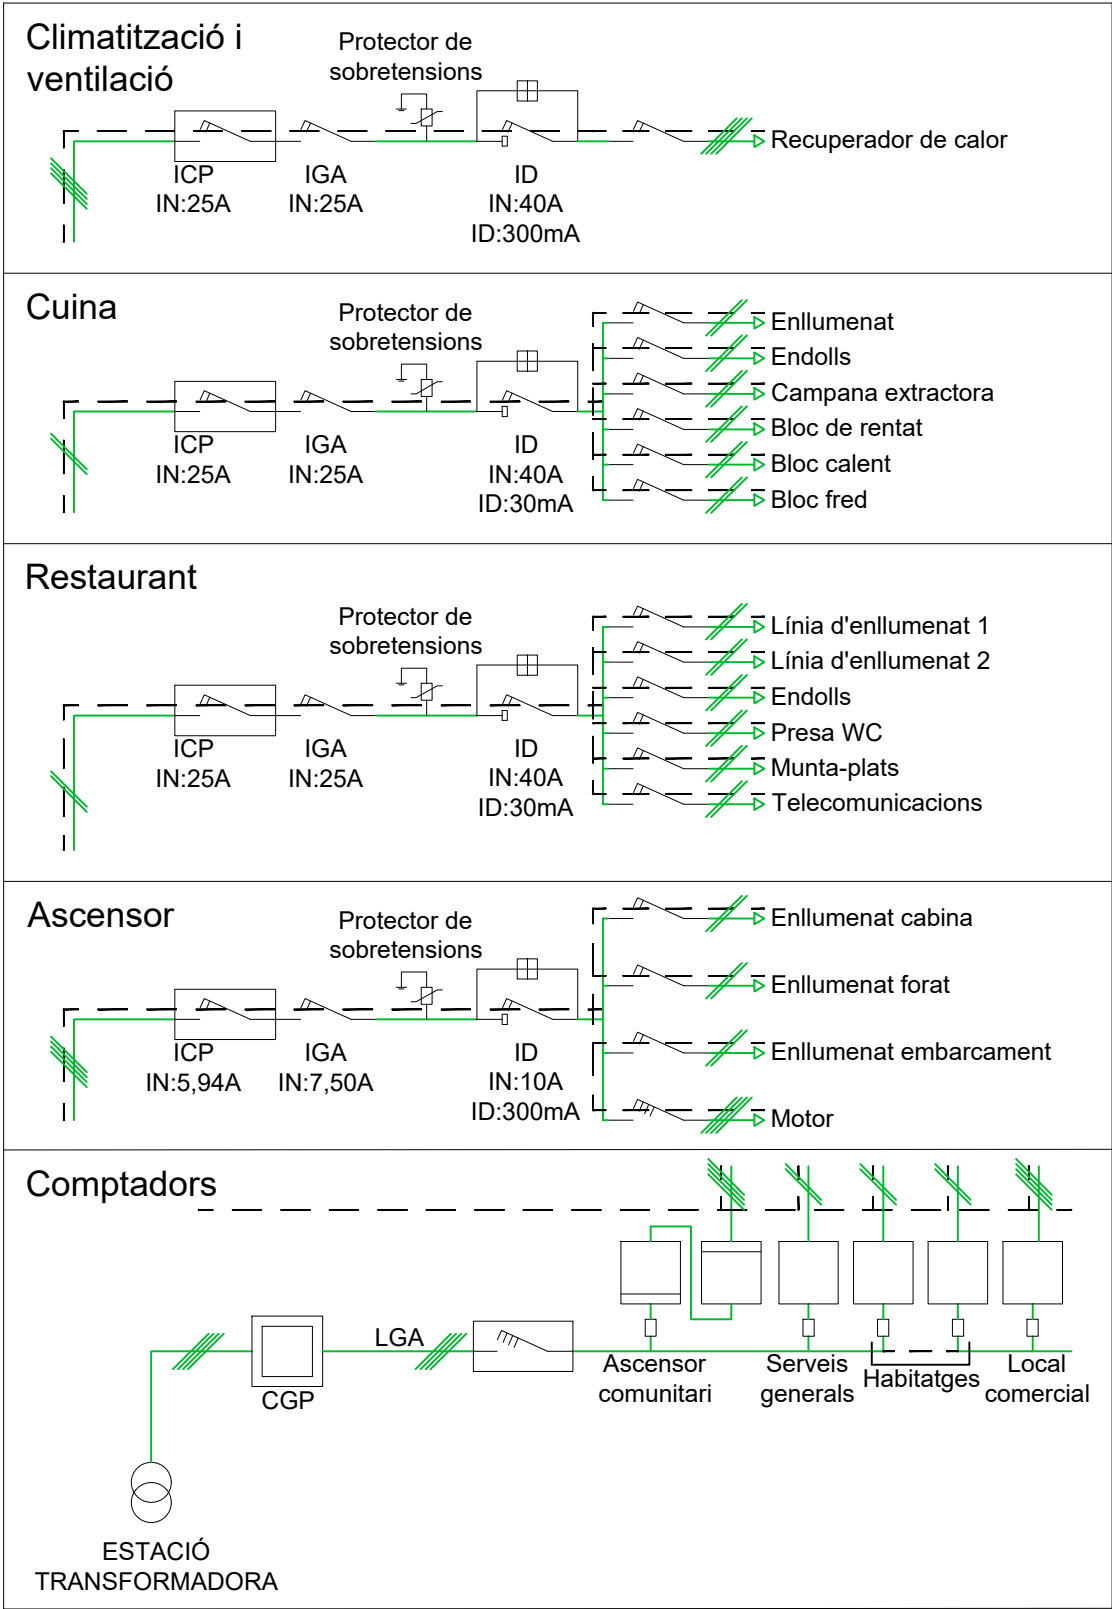 Climatització i
ventilació
Protector de
sobretensions
ICP
IN:25A
IGA
IN:25A
ID
IN:40A
ID:300mA
Recuperador de calor
Cuina
Protector de
sobretensions
ICP
IN:25A
IGA
IN:25A
ID
IN:40A
ID:30mA
Enllumenat
Endolls
Campana extractora
Bloc de rentat
Bloc calent
Bloc fred
Restaurant
Protector de
sobretensions
ICP
IN:25A
IGA
IN:25A
ID
IN:40A
ID:30mA
Línia d'enllumenat 1
Línia d'enllumenat 2
Endolls
Presa WC
Munta-plats
Telecomunicacions
Ascensor
Protector de
sobretensions
ICP
IN:5,94A
IGA
IN:7,50A
ID
IN:10A
ID:300mA
Enllumenat cabina
Enllumenat forat
Enllumenat embarcament
Motor
Comptadors
LGA
CGP
Ascensor
comunitari
Serveis
generals
Habitatges
Local
comercial
ESTACIÓ
TRANSFORMADORA